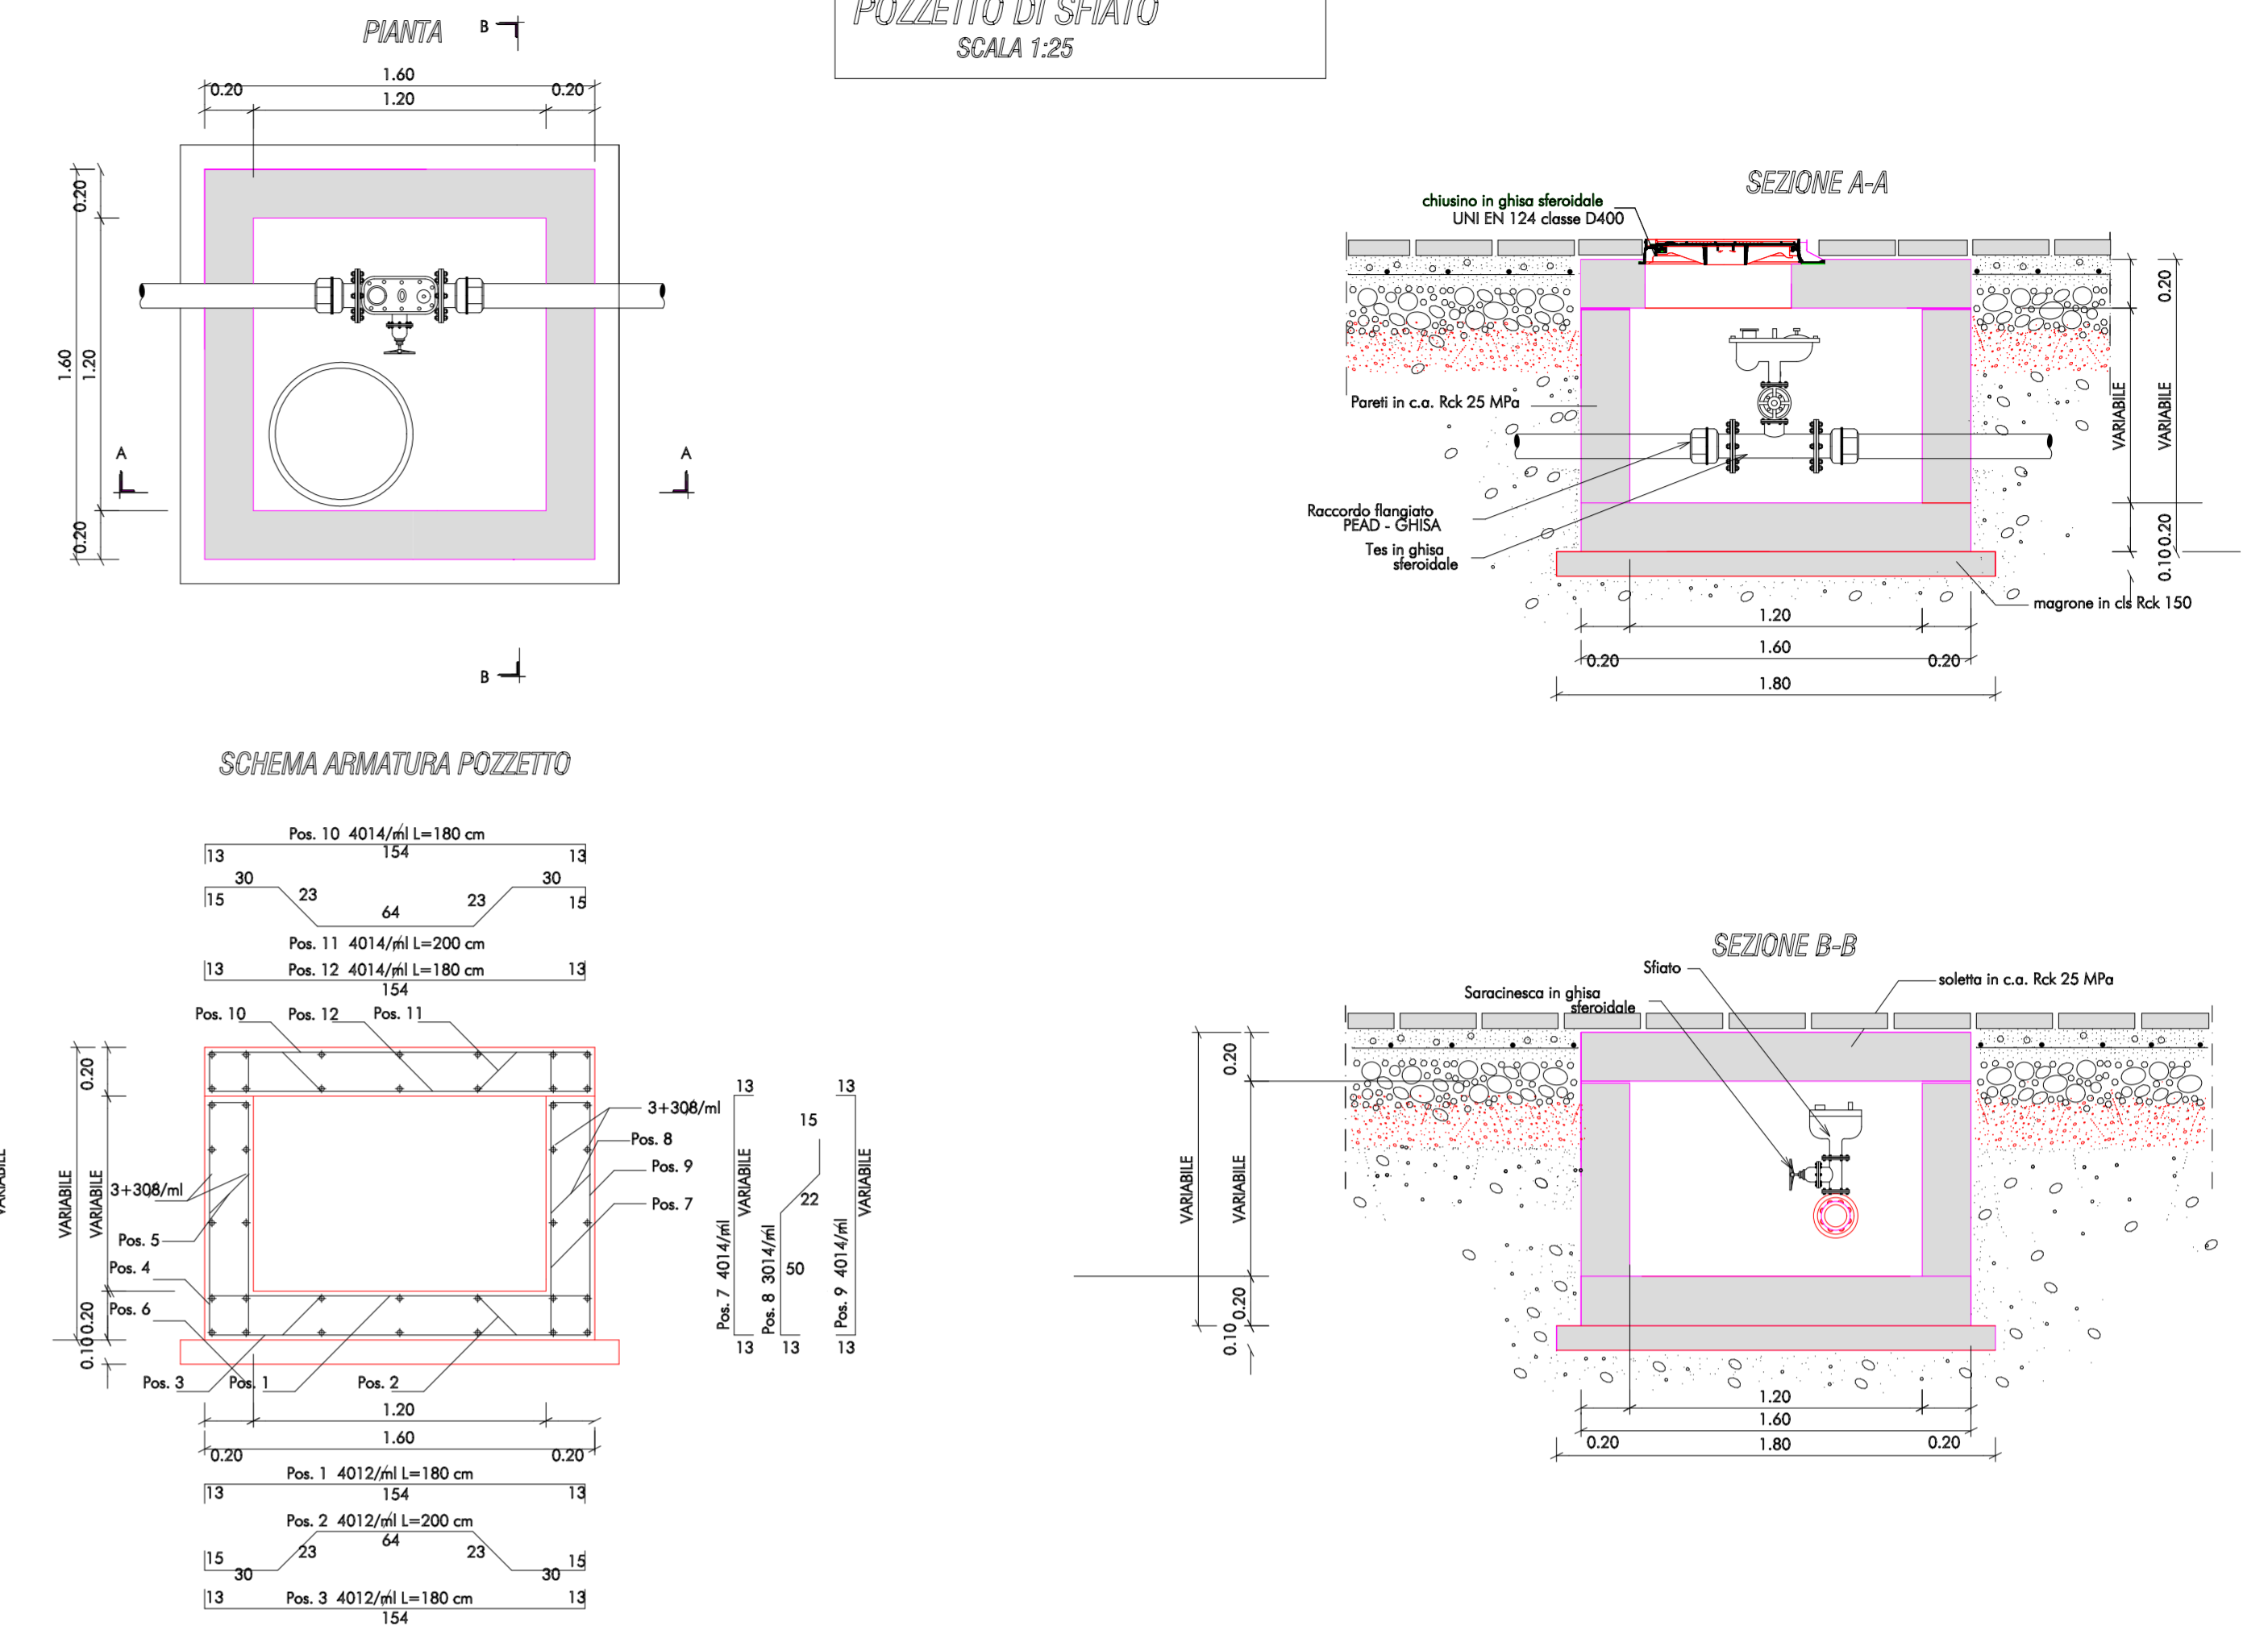 POZZETTO DI SFIATO
SCALA 1:25
PIANTA
B
1.60
0.20
0.20
1.20
0.20
1.60
1.20
0.20
A
A
B
SEZIONE A-A
chiusino in ghisa sferoidale
UNI EN 124 classe D400
0.20
VARIABILE
VARIABILE
0.20
0.10
Pareti in c.a. Rck 25 MPa
Raccordo flangiato
PEAD - GHISA
Tes in ghisa
sferoidale
magrone in cls Rck 150
1.20
1.60
0.20
0.20
1.80
SCHEMA ARMATURA POZZETTO
Pos. 10 4014/ml L=180 cm
13
154
13
30
30
15
23
23
15
64
Pos. 11 4014/ml L=200 cm
13
Pos. 12 4014/ml L=180 cm
13
154
Pos. 10
Pos. 12
Pos. 11
0.20
VARIABILE
VARIABILE
VARIABILE
0.20
0.10
3+308/ml
Pos. 8
Pos. 9
Pos. 7
3+308/ml
Pos. 5
Pos. 4
Pos. 6
Pos. 3
Pos. 1
Pos. 2
13
13
15
VARIABILE
VARIABILE
22
50
Pos. 7 4014/ml
Pos. 8 3014/ml
Pos. 9 4014/ml
13
13
13
1.20
1.60
0.20
0.20
Pos. 1 4012/ml L=180 cm
13
154
13
Pos. 2 4012/ml L=200 cm
64
15
23
23
15
30
30
13
Pos. 3 4012/ml L=180 cm
13
154
SEZIONE B-B
Sfiato
soletta in c.a. Rck 25 MPa
Saracinesca in ghisa
sferoidale
0.20
VARIABILE
VARIABILE
0.20
0.10
1.20
1.60
0.20
0.20
1.80